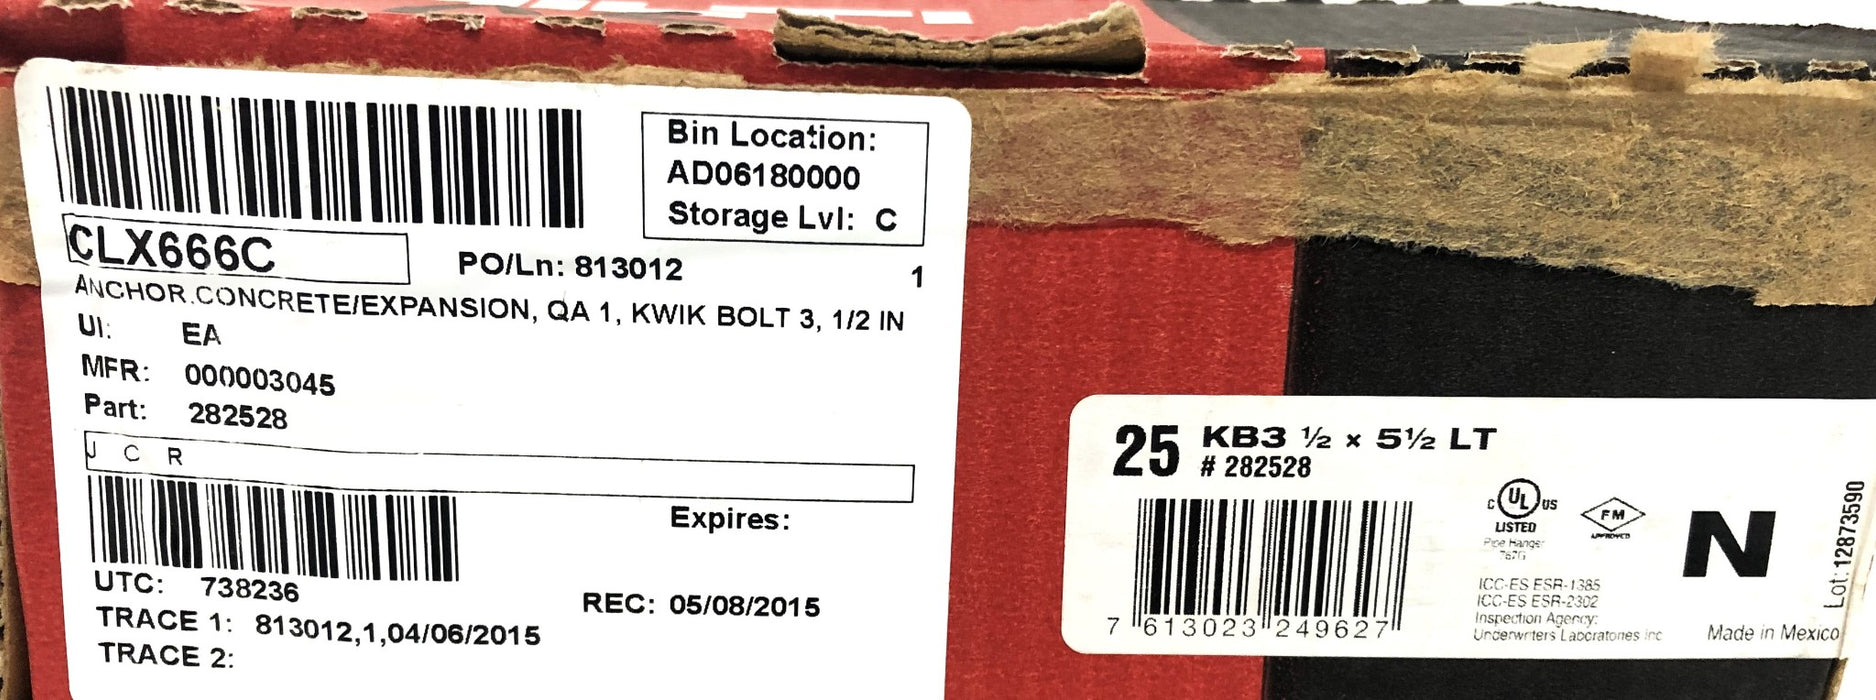 Bin Location:
AD06180000
Storage Lvl: C
CLX666C
PO/Ln: 813012 1
ANCHOR,CONCRETE/EXPANSION, QA 1, KWIK BOLT 3, 1/2 IN
UI: EA
MFR: 000003045
Part: 282528
J C R
Expires:
UTC: 738236
REC: 05/08/2015
TRACE 1: 813012,1,04/06/2015
TRACE 2:
25 KB3 ½ x 5½ LT
# 282528
7 613023 249627
C UL US
LISTED
Pipe Hanger
787G
FM
APPROVED
ICC-ES ESR-1385
ICC-ES ESR-2302
Inspection Agency:
Underwriters Laboratories Inc
N
Made in Mexico
Lot: 12873590